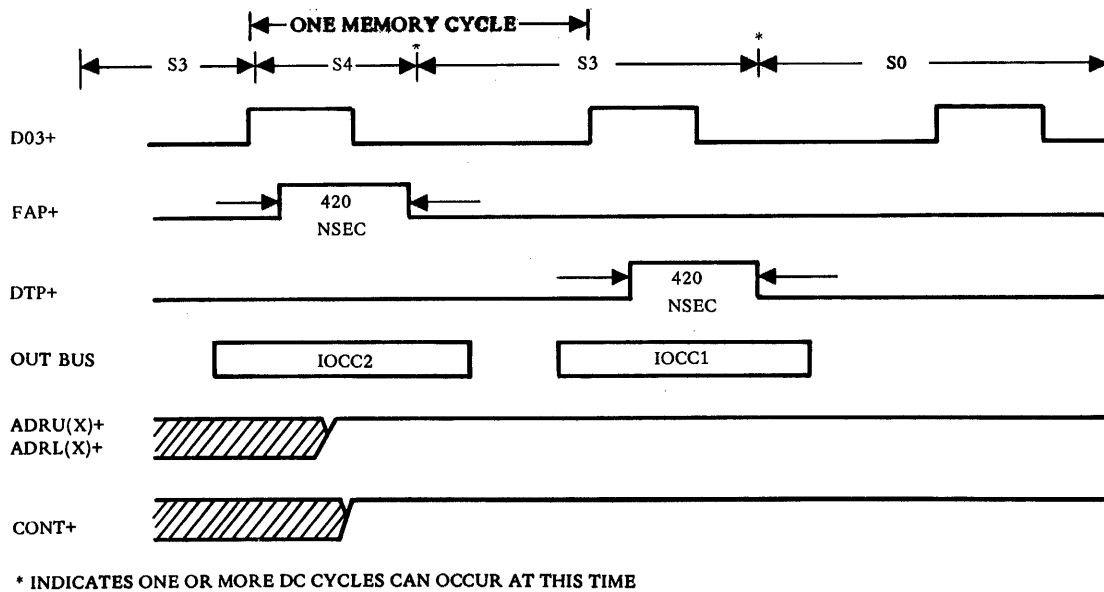 ONE MEMORY CYCLE
S3 S4 * S3 * S0
D03+
FAP+ 420 NSEC
DTP+ 420 NSEC
OUT BUS IOCC2 IOCC1
ADRU(X)+
ADRL(X)+
CONT+
* INDICATES ONE OR MORE DC CYCLES CAN OCCUR AT THIS TIME